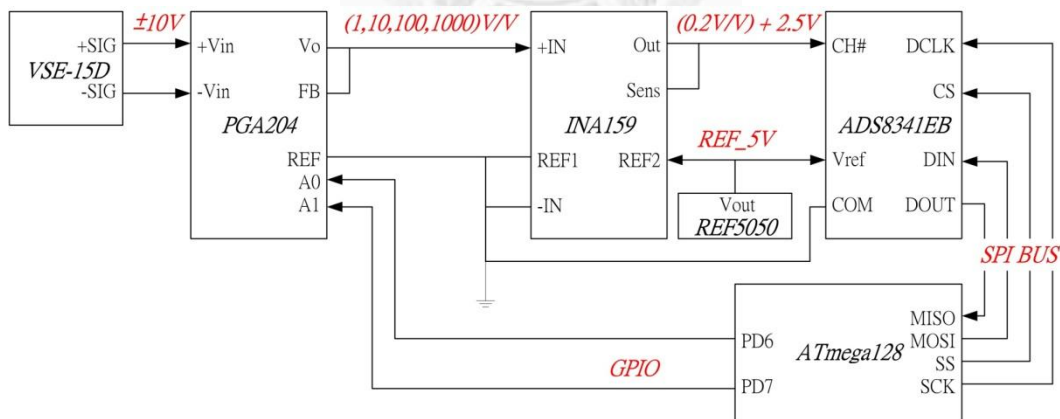 ±10V
(1,10,100,1000)V/V
(0.2V/V) + 2.5V
+SIG
VSE-15D
-SIG
+Vin
Vo
-Vin
FB
PGA204
REF
A0
A1
+IN
Out
Sens
INA159
REF1
REF2
-IN
REF_5V
Vout
REF5050
CH#
DCLK
CS
ADS8341EB
Vref
DIN
COM
DOUT
SPI BUS
MISO
PD6
MOSI
ATmega128
SS
PD7
SCK
GPIO